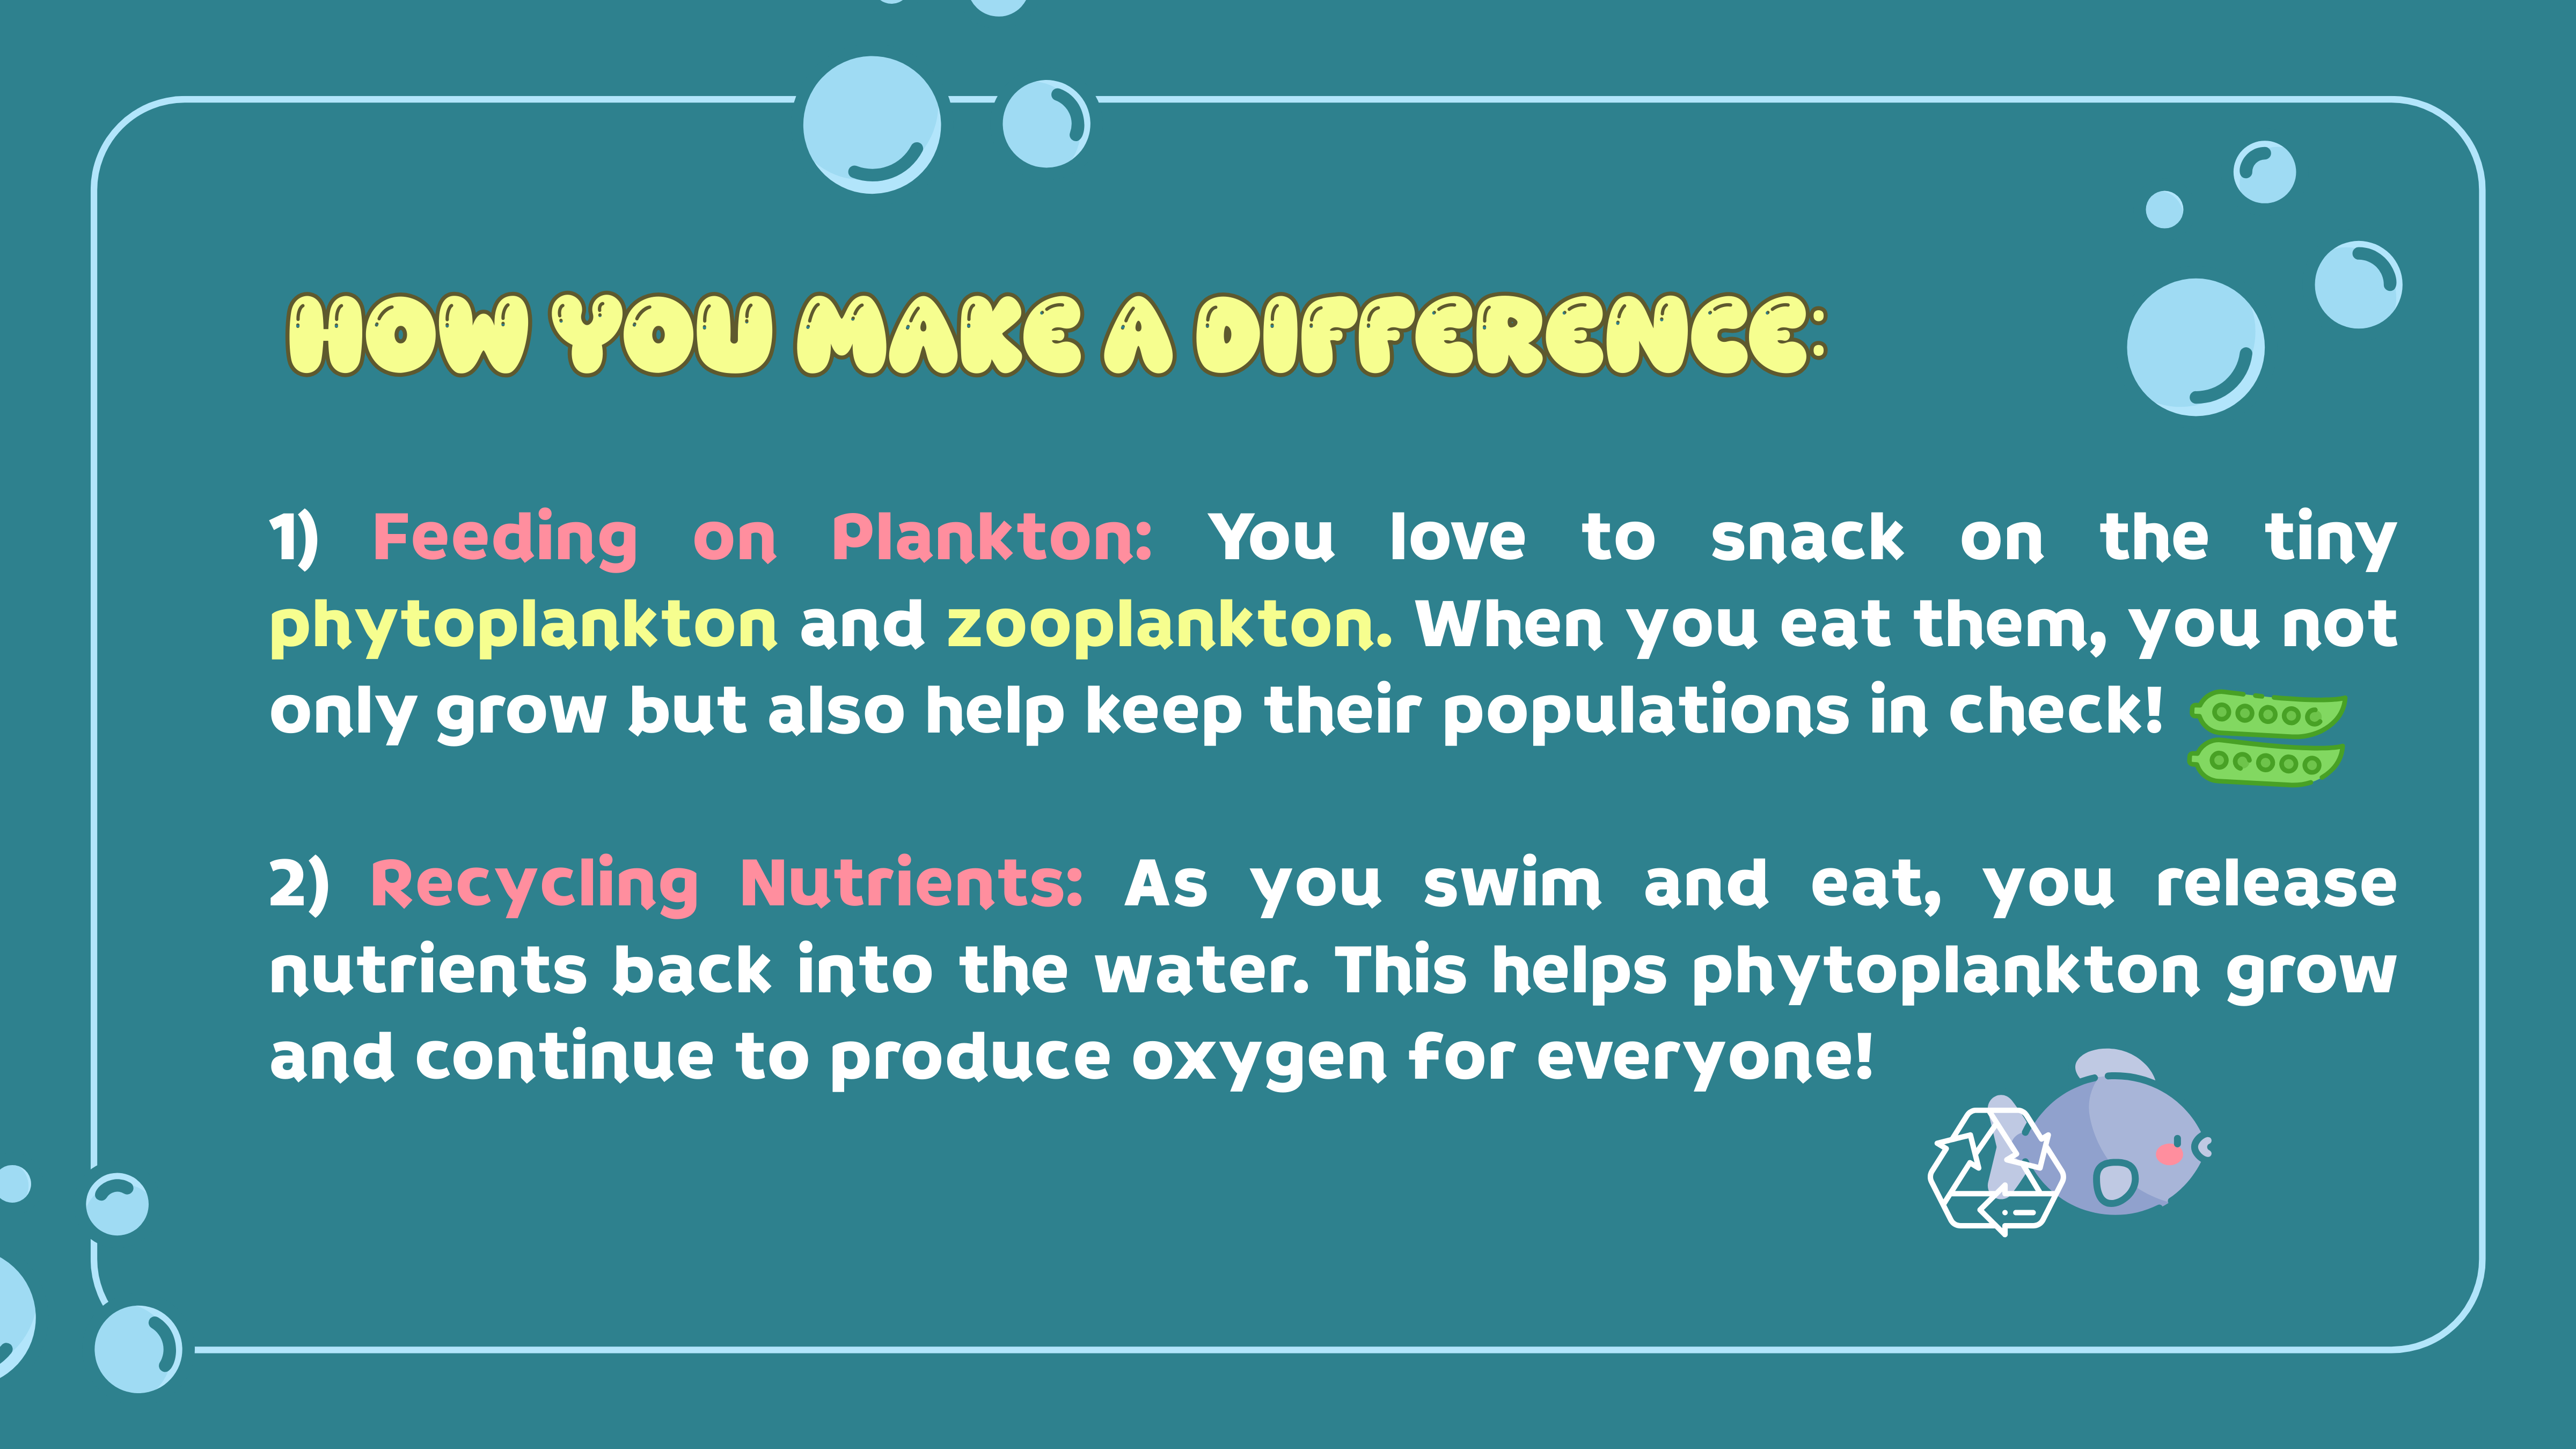 HOW YOU MAKE A DIFFERENCE:
1) Feeding on Plankton: You love to snack on the tiny
phytoplankton and zooplankton. When you eat them, you not
only grow but also help keep their populations in check!
2) Recycling Nutrients: As you swim and eat, you release
nutrients back into the water. This helps phytoplankton grow
and continue to produce oxygen for everyone!